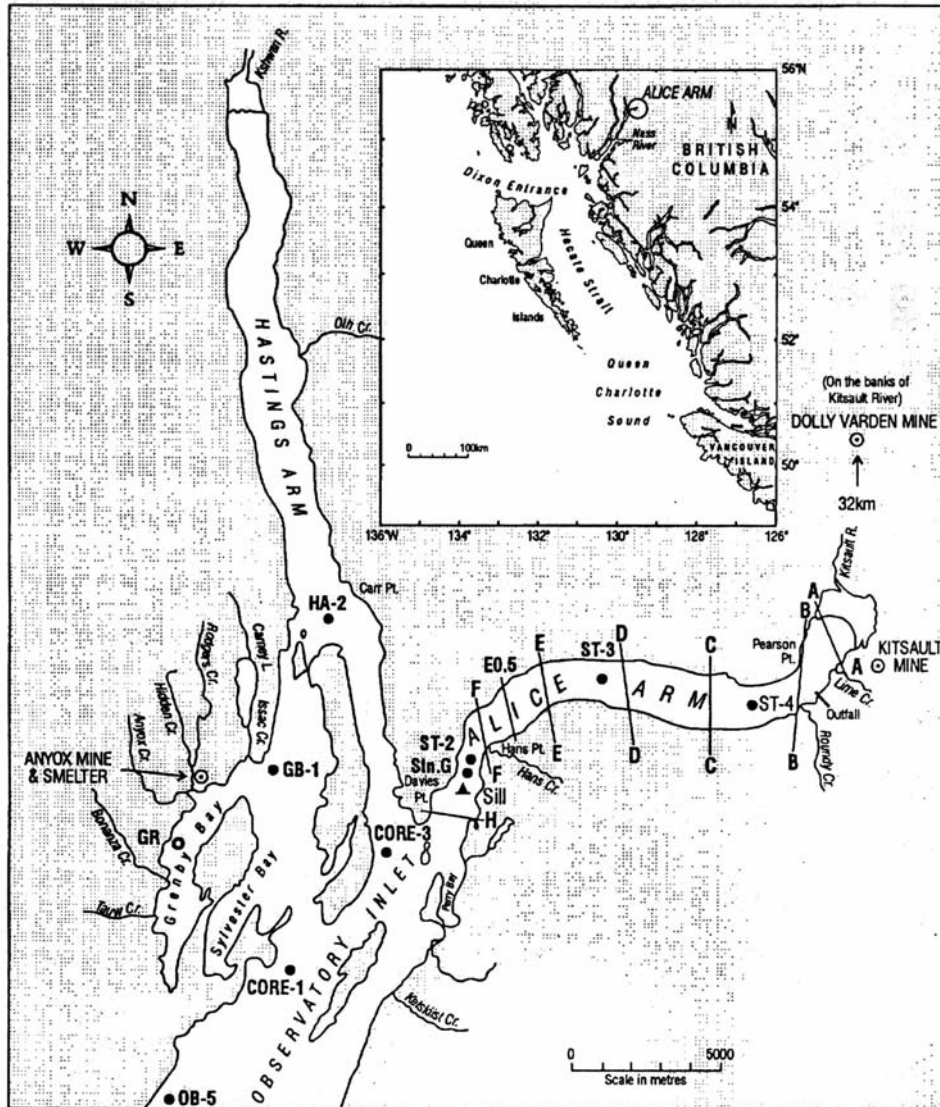 Kshwan R.
N
W E
S
HASTINGS ARM
Olh Cr.
56°N
ALICE ARM
Nass
River
N
BRITISH
COLUMBIA
Dixon Entrance
54°
Queen
Charlotte
Islands
Hecate Strait
52°
Queen
Charlotte
Sound
VANCOUVER
ISLAND
50°
0 100km
136°W 134° 132° 130° 128° 126°
(On the banks of
Kitsault River)
DOLLY VARDEN MINE
32km
Kitsault R.
Carr Pt.
HA-2
A
B
Pearson
Pt.
A
KITSAULT
MINE
Lime Cr.
Outfall
Roundy Cr.
B
C
C
D
D
E
E
E0.5
F
F
ST-3
ST-4
ALICE ARM
Roagers Cr.
Hidden Cr.
Anyox Cr.
Carney L.
Issac Cr.
ANYOX MINE
& SMELTER
GB-1
ST-2
Stn.G
Davies
Pt.
Sill
Hans Pt.
Hans Cr.
H
GR
Bonanza Cr.
Grenby Bay
Sylvester Bay
CORE-3
Perry Bay
Tauw Cr.
CORE-1
OBSERVATORY INLET
Kelskiist Cr.
OB-5
0 5000
Scale in metres